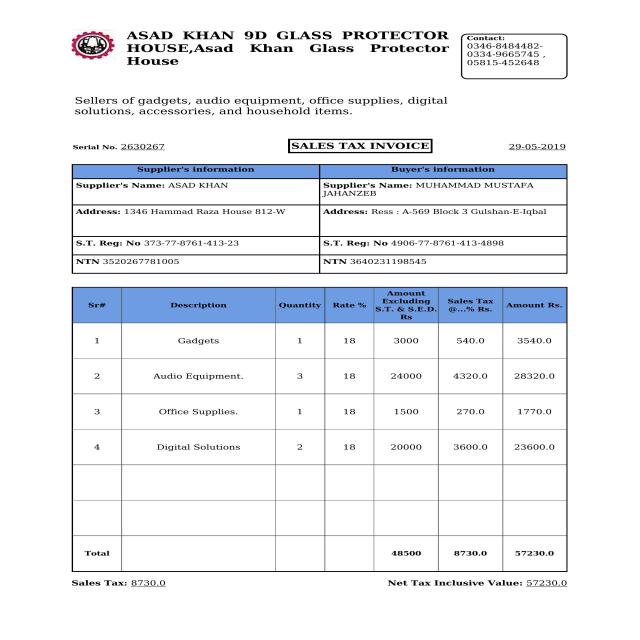 ASAD KHAN 9D GLASS PROTECTOR
HOUSE,Asad Khan Glass Protector
House
Contact:
0346-8484482-
0334-9665745 ,
05815-452648
Sellers of gadgets, audio equipment, office supplies, digital
solutions, accessories, and household items.
Serial No. 2630267 SALES TAX INVOICE 29-05-2019
Supplier's information Buyer's information
Supplier's Name: ASAD KHAN
Supplier's Name: MUHAMMAD MUSTAFA
JAHANZEB
Address: 1346 Hammad Raza House 812-W
Address: Ress : A-569 Block 3 Gulshan-E-Iqbal
S.T. Reg: No 373-77-8761-413-23
S.T. Reg: No 4906-77-8761-413-4898
NTN 3520267781005
NTN 3640231198545
Sr# Description Quantity Rate %
Amount
Excluding
S.T. & S.E.D.
Rs
Sales Tax
@...% Rs.
Amount Rs.
1 Gadgets 1 18 3000 540.0 3540.0
2 Audio Equipment. 3 18 24000 4320.0 28320.0
3 Office Supplies. 1 18 1500 270.0 1770.0
4 Digital Solutions 2 18 20000 3600.0 23600.0
Total 48500 8730.0 57230.0
Sales Tax: 8730.0 Net Tax Inclusive Value: 57230.0